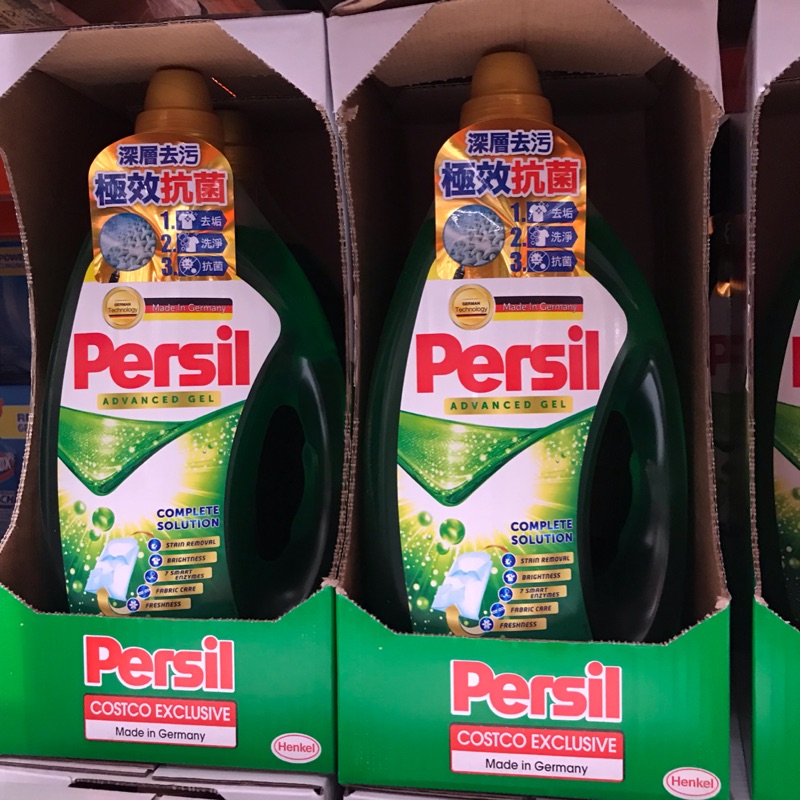 深層去污
極效抗菌
1. 去垢
2. 洗淨
3. 抗菌
GERMAN
Technology
Made In Germany
Persil
ADVANCED GEL
COMPLETE
SOLUTION
STAIN REMOVAL
BRIGHTNESS
7 SMART
ENZYMES
FABRIC CARE
FRESHNESS
Persil
COSTCO EXCLUSIVE
Made in Germany
Henkel
深層去污
極效抗菌
1. 去垢
2. 洗淨
3. 抗菌
GERMAN
Technology
Made In Germany
Persil
ADVANCED GEL
COMPLETE
SOLUTION
STAIN REMOVAL
BRIGHTNESS
7 SMART
ENZYMES
FABRIC CARE
FRESHNESS
Persil
COSTCO EXCLUSIVE
Made in Germany
Henkel